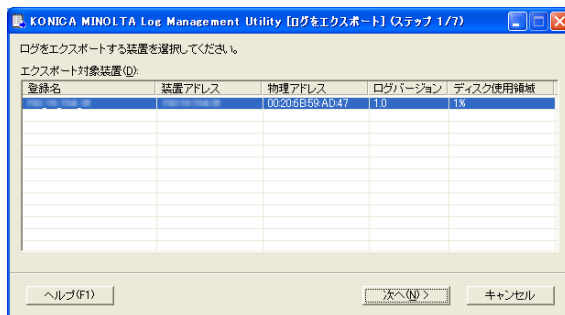 KONICA MINOLTA Log Management Utility [ログをエクスポート] (ステップ 1/7)
ログをエクスポートする装置を選択してください。
エクスポート対象装置(D):
登録名 装置アドレス 物理アドレス ログバージョン ディスク使用領域
00:20:6B:59:AD:47 1.0 1%
ヘルプ(F1) 次へ(N) > キャンセル